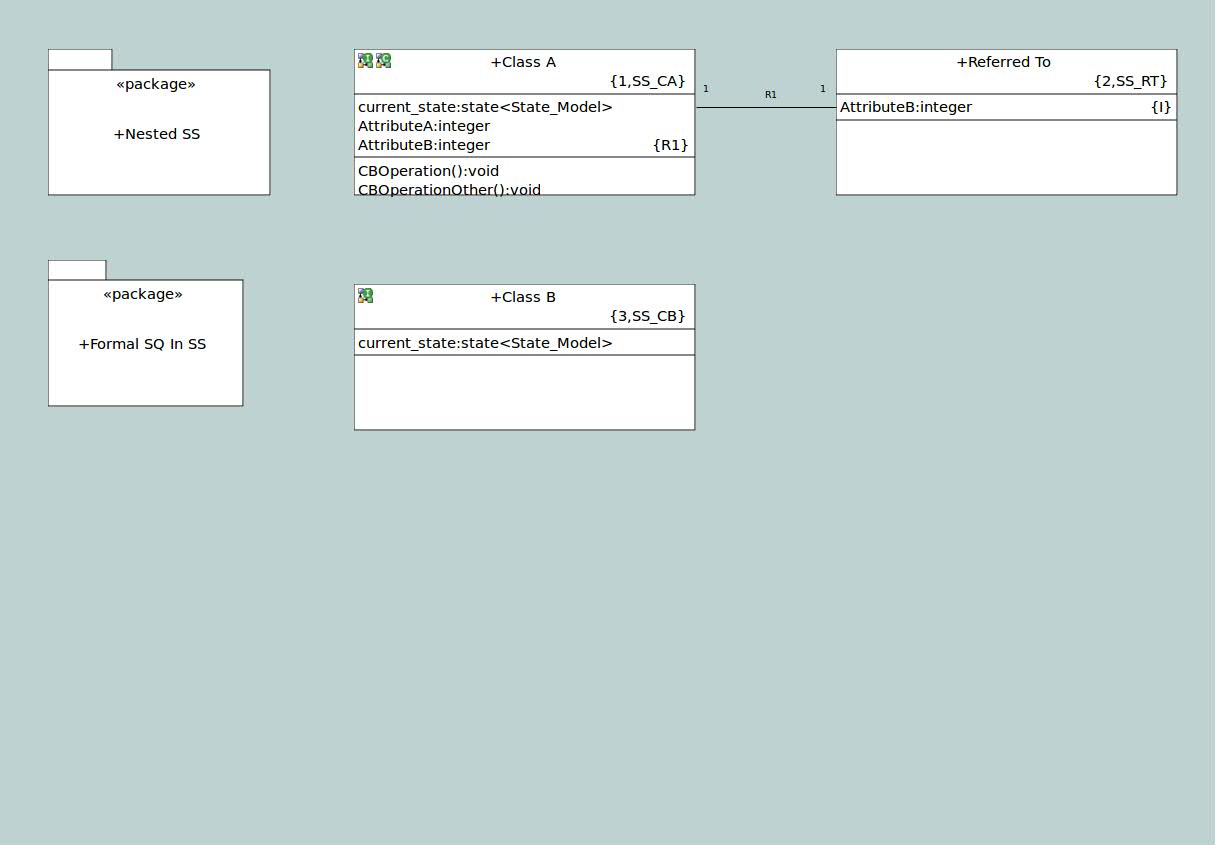 «package»
+Nested SS
+Class A
{1,SS_CA}
current_state:state<State_Model>
AttributeA:integer
AttributeB:integer {R1}
CBOperation():void
CBOperationOther():void
1 R1 1
+Referred To
{2,SS_RT}
AttributeB:integer {I}
«package»
+Formal SQ In SS
+Class B
{3,SS_CB}
current_state:state<State_Model>